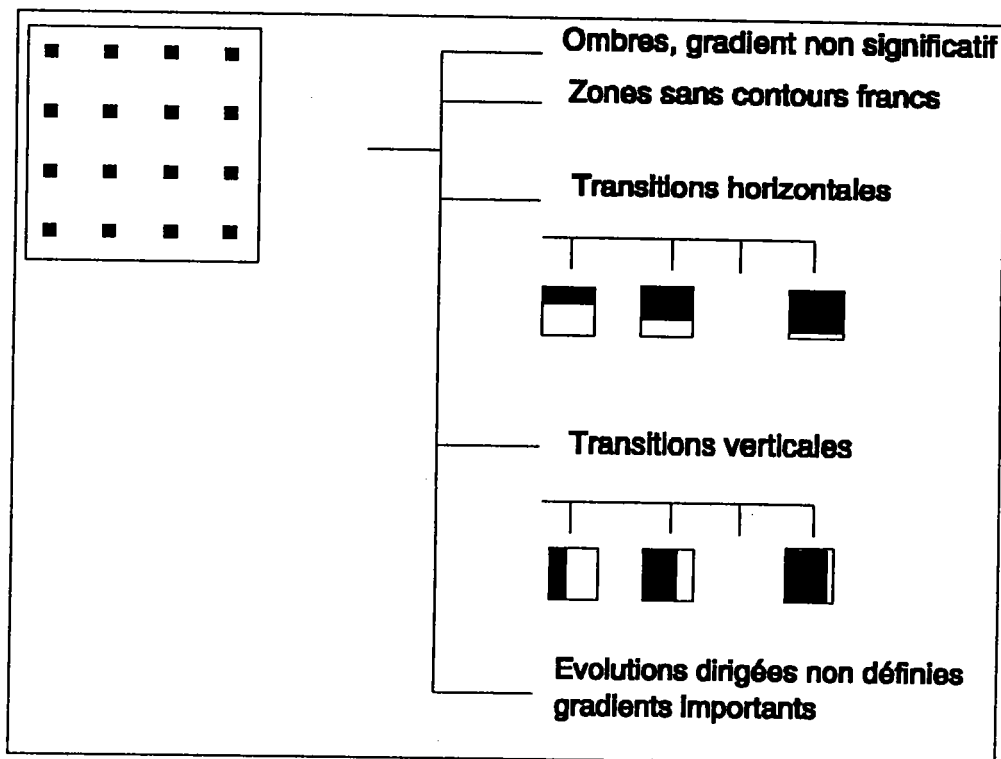 Ombres, gradient non significatif
Zones sans contours francs
Transitions horizontales
Transitions verticales
Evolutions dirigées non définies
gradients importants